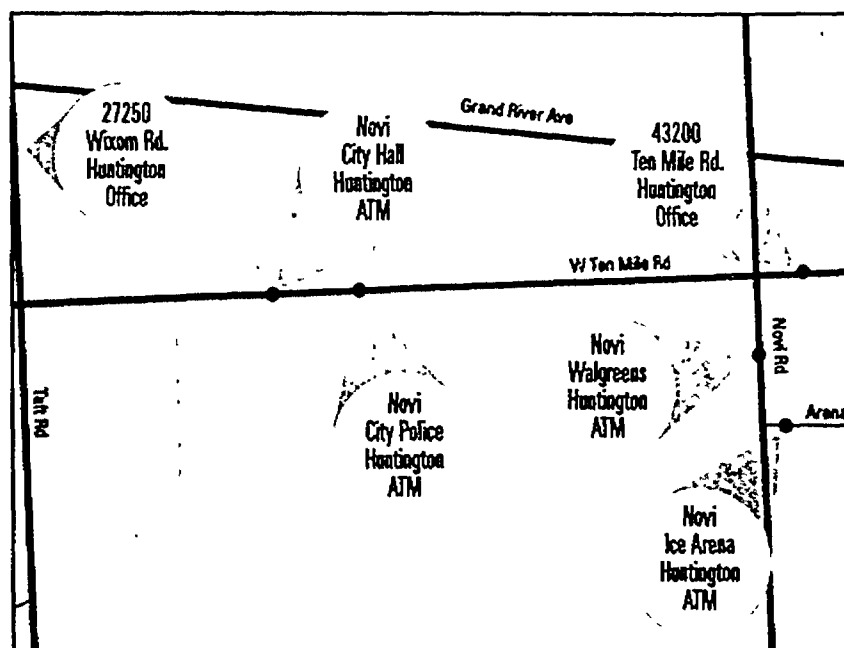 Grand River Ave
27250
Wixom Rd.
Huntington
Office
Novi
City Hall
Huntington
ATM
43200
Ten Mile Rd.
Huntington
Office
W Ten Mile Rd
Novi Rd
Taft Rd
Novi
Walgreens
Huntington
ATM
Novi
City Police
Huntington
ATM
Arena
Novi
Ice Arena
Huntington
ATM